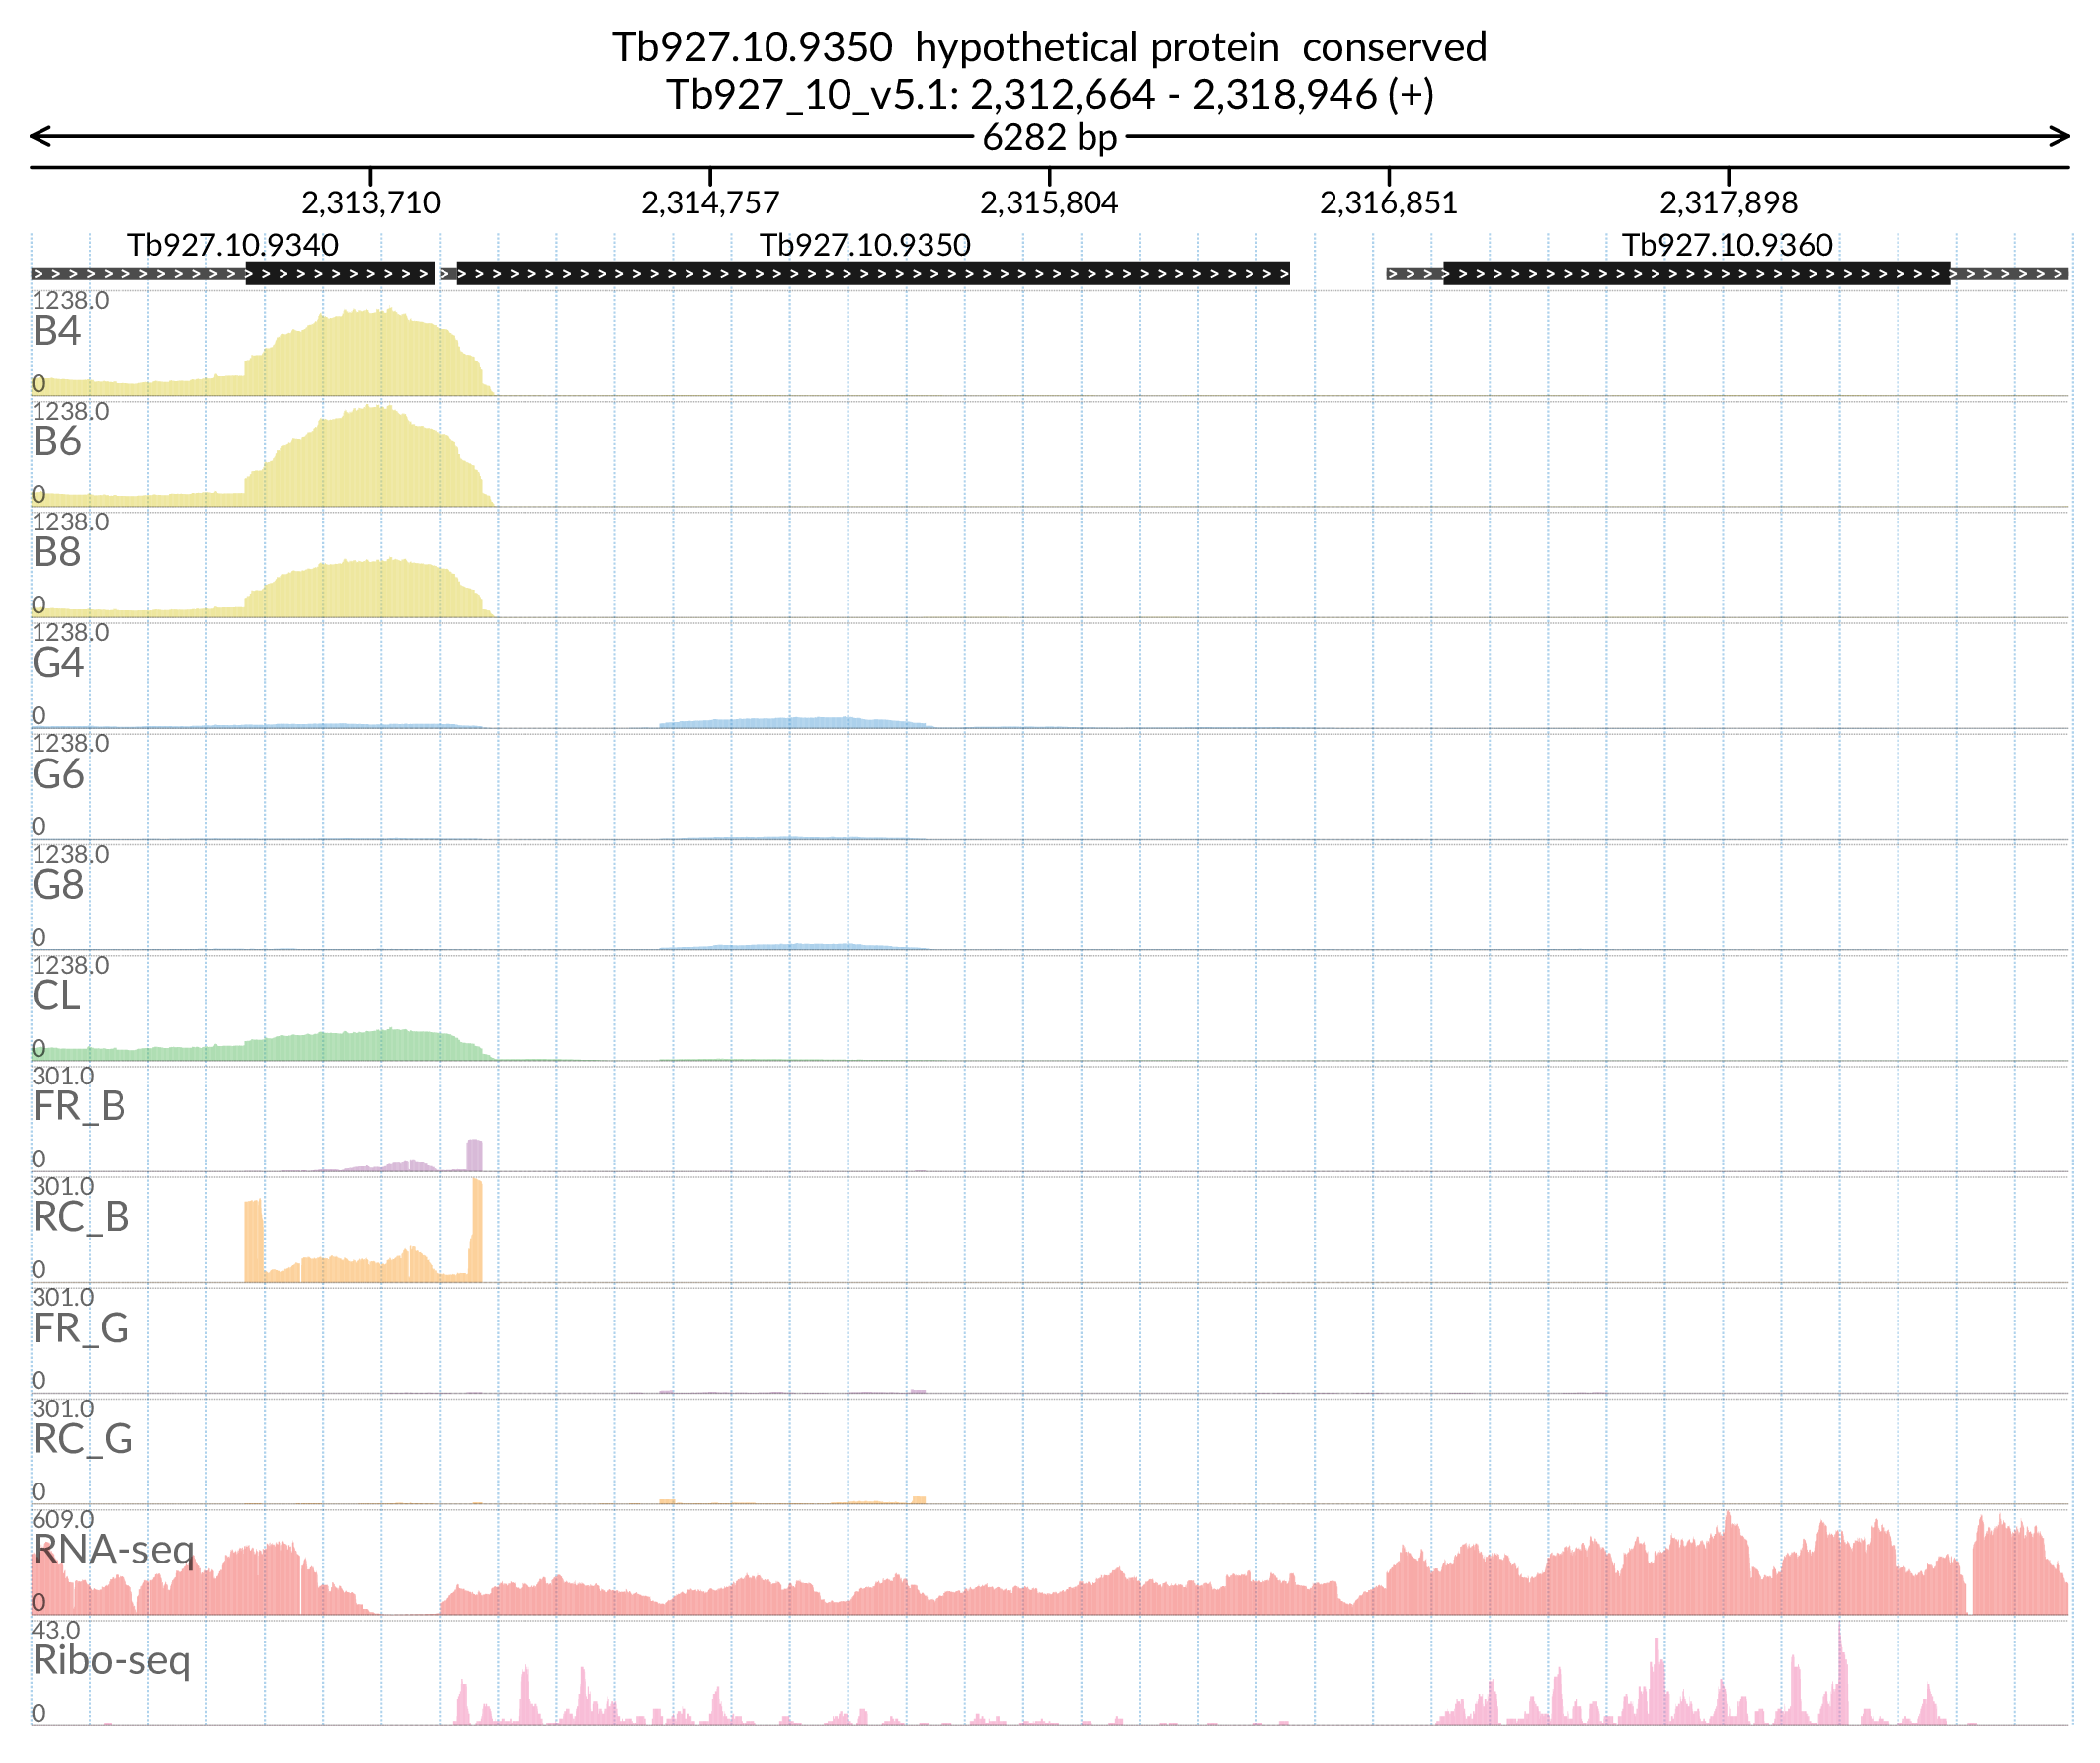 Tb927.10.9350  hypothetical protein  conserved
Tb927_10_v5.1: 2,312,664 - 2,318,946 (+)
6282 bp
2,313,710 2,314,757 2,315,804 2,316,851 2,317,898
Tb927.10.9340 Tb927.10.9350 Tb927.10.9360
1238.0
B4
0
1238.0
B6
0
1238.0
B8
0
1238.0
G4
0
1238.0
G6
0
1238.0
G8
0
1238.0
CL
0
301.0
FR_B
0
301.0
RC_B
0
301.0
FR_G
0
301.0
RC_G
0
609.0
RNA-seq
0
43.0
Ribo-seq
0